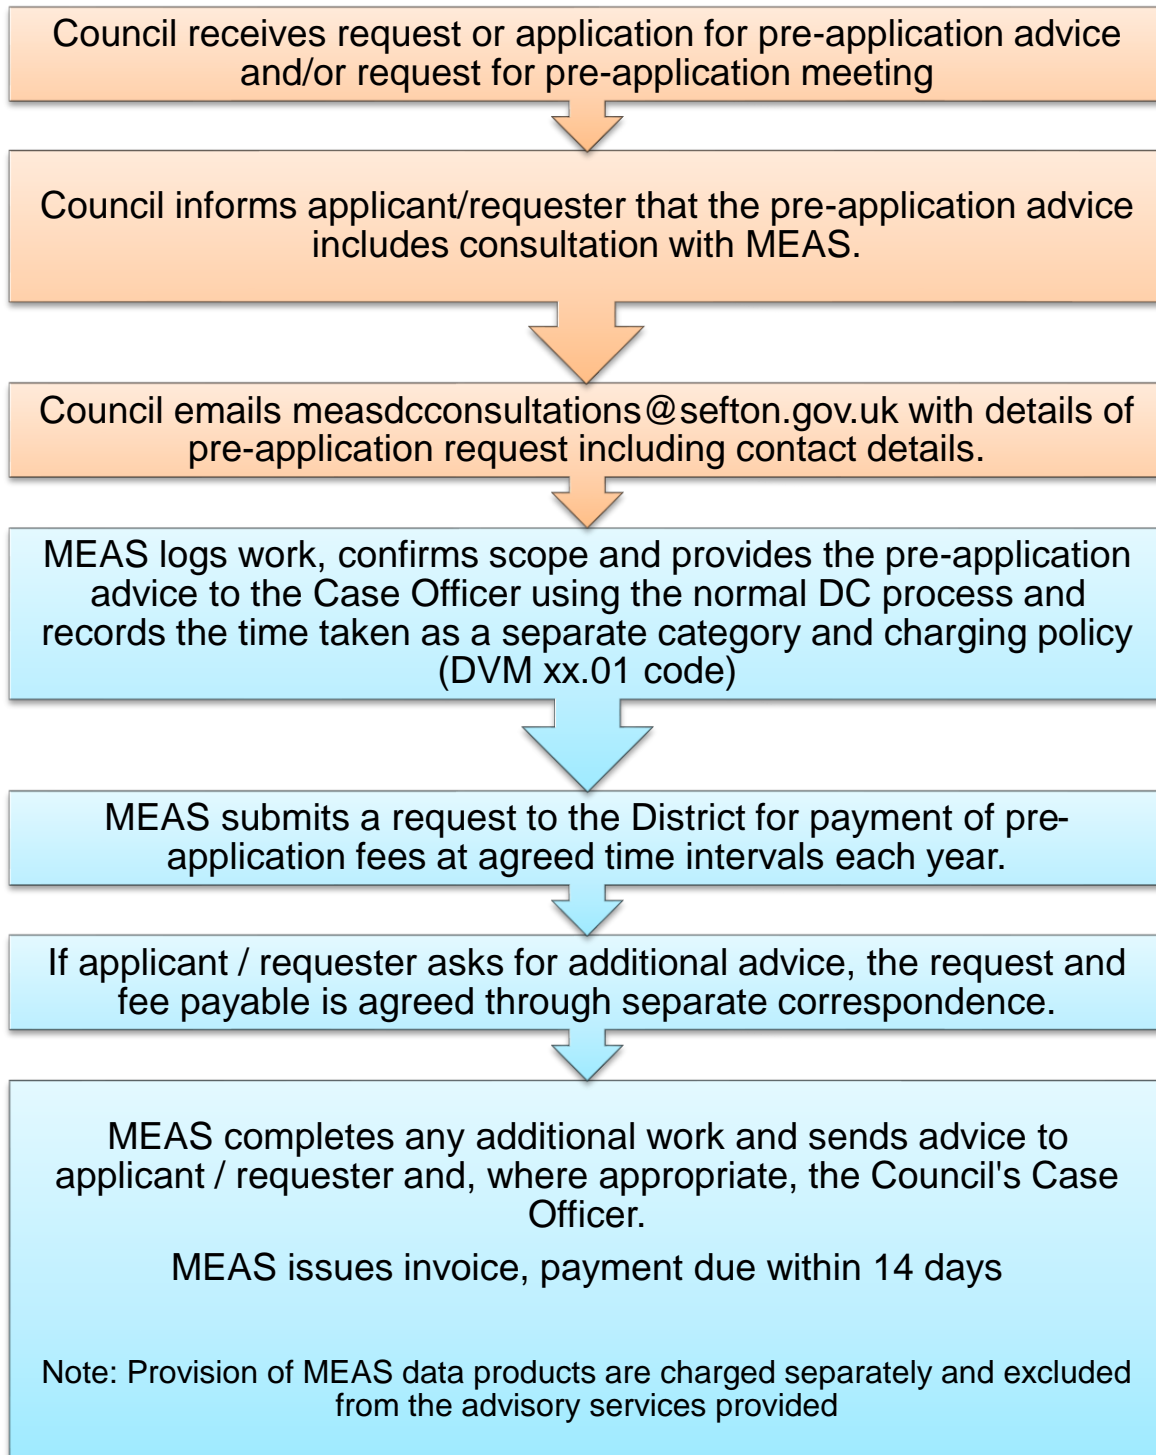 Council receives request or application for pre-application advice
and/or request for pre-application meeting
Council informs applicant/requester that the pre-application advice
includes consultation with MEAS.
Council emails measdcconsultations@sefton.gov.uk with details of
pre-application request including contact details.
MEAS logs work, confirms scope and provides the pre-application
advice to the Case Officer using the normal DC process and
records the time taken as a separate category and charging policy
(DVM xx.01 code)
MEAS submits a request to the District for payment of pre-
application fees at agreed time intervals each year.
If applicant / requester asks for additional advice, the request and
fee payable is agreed through separate correspondence.
MEAS completes any additional work and sends advice to
applicant / requester and, where appropriate, the Council's Case
Officer.
MEAS issues invoice, payment due within 14 days
Note: Provision of MEAS data products are charged separately and excluded
from the advisory services provided